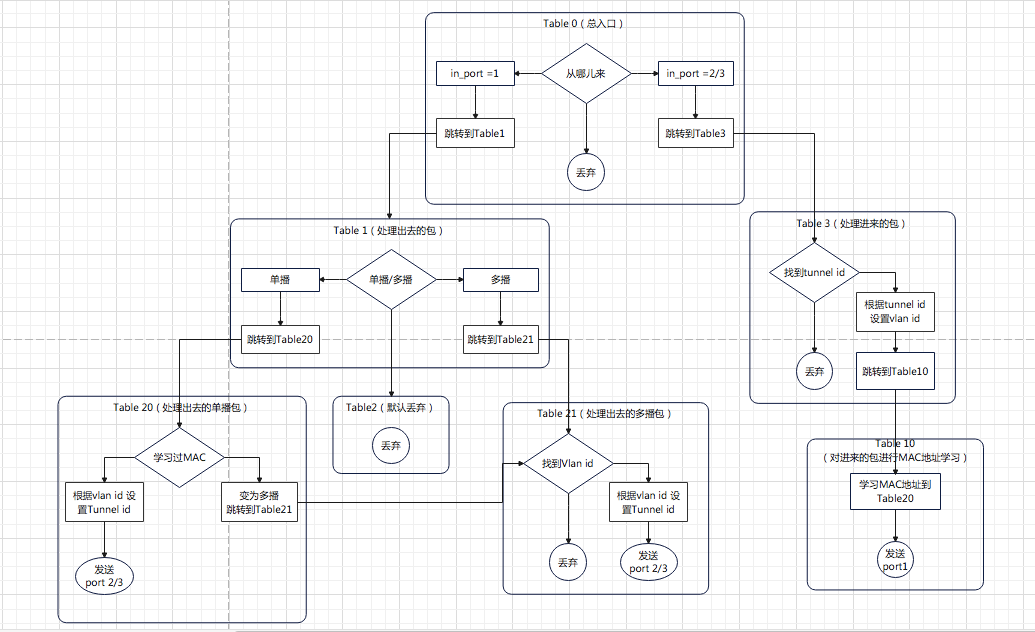 Table 0（总入口）
in_port =1
从哪儿来
in_port =2/3
跳转到Table1
跳转到Table3
丢弃
Table 1（处理出去的包）
单播
单播/多播
多播
跳转到Table20
跳转到Table21
Table 3（处理进来的包）
找到tunnel id
根据tunnel id
设置vlan id
丢弃
跳转到Table10
Table 20（处理出去的单播包）
学习过MAC
根据vlan id 设
置Tunnel id
变为多播
跳转到Table21
发送
port 2/3
Table2（默认丢弃）
丢弃
Table 21（处理出去的多播包）
找到Vlan id
根据vlan id 设
置Tunnel id
丢弃
发送
port 2/3
Table 10
（对进来的包进行MAC地址学习）
学习MAC地址到
Table20
发送
port1